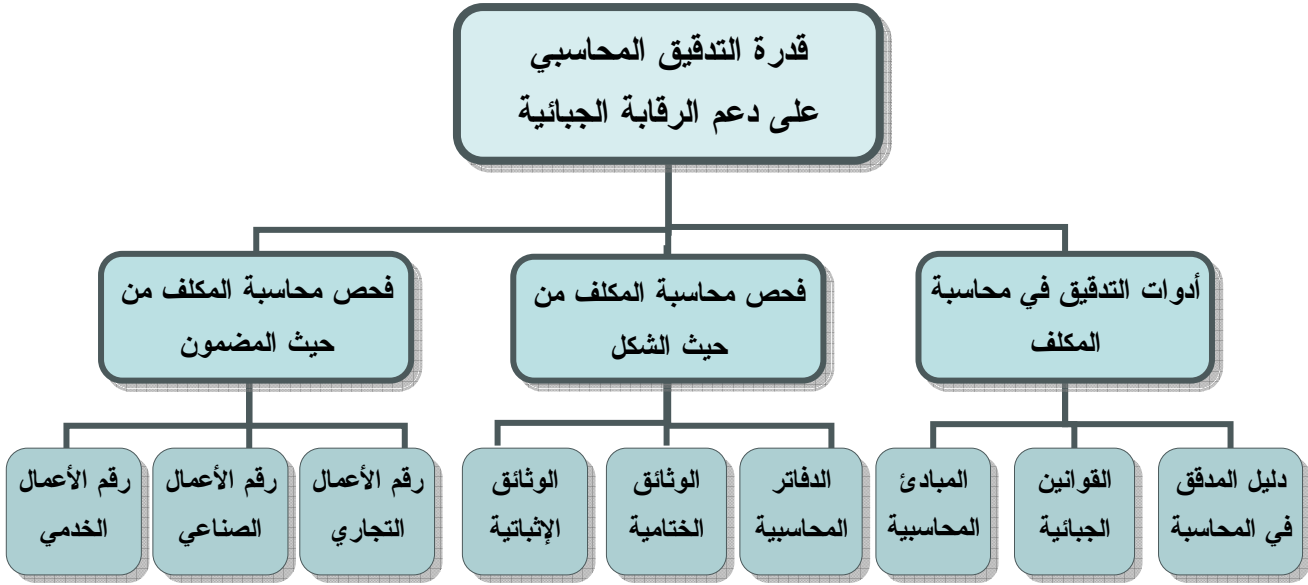 قدرة التدقيق المحاسبي
على دعم الرقابة الجبائية
أدوات التدقيق في محاسبة
المكلف
فحص محاسبة المكلف من
حيث الشكل
فحص محاسبة المكلف من
حيث المضمون
دليل المدقق
في المحاسبة
القوانين
الجبائية
المبادئ
المحاسبية
الدفاتر
المحاسبية
الوثائق
الختامية
الوثائق
الإثباتية
رقم الأعمال
التجاري
رقم الأعمال
الصناعي
رقم الأعمال
الخدمي